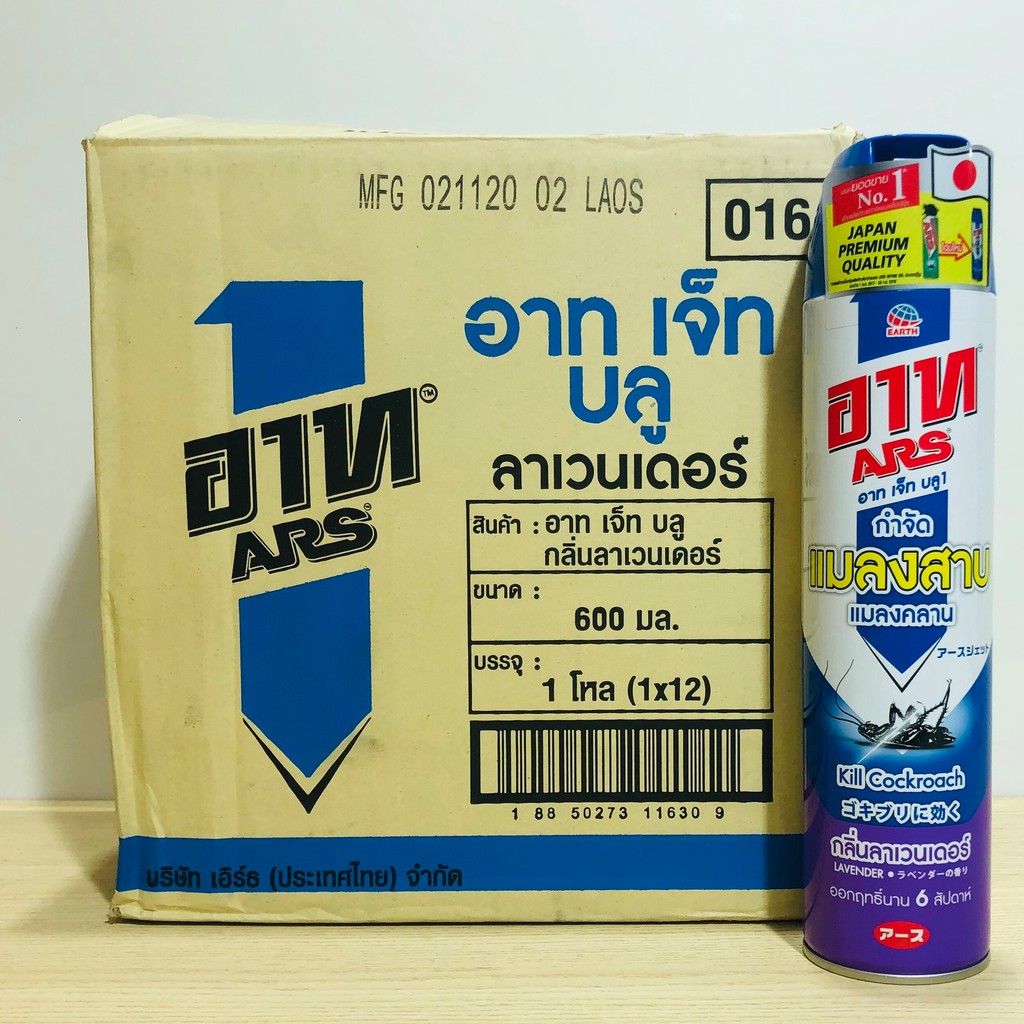 MFG 021120 02 LAOS
016
อาท เจ็ท
บลู
ลาเวนเดอร์
อาท™
ARS
สินค้า : อาท เจ็ท บลู
กลิ่นลาเวนเดอร์
ขนาด :
600 มล.
บรรจุ :
1 โหล (1x12)
1 88 50273 11630 9
บริษัท เอิร์ธ (ประเทศไทย) จำกัด
ยอดขาย
No. 1
JAPAN
PREMIUM
QUALITY
ARS
EARTH
อาท
ARS
อาท เจ็ท บลู1
กำจัด
แมลงสาบ
แมลงคลาน
アースジェット
Kill Cockroach
ゴキブリに効く
กลิ่นลาเวนเดอร์
LAVENDER ● ラベンダーの香り
ออกฤทธิ์นาน 6 สัปดาห์
アース